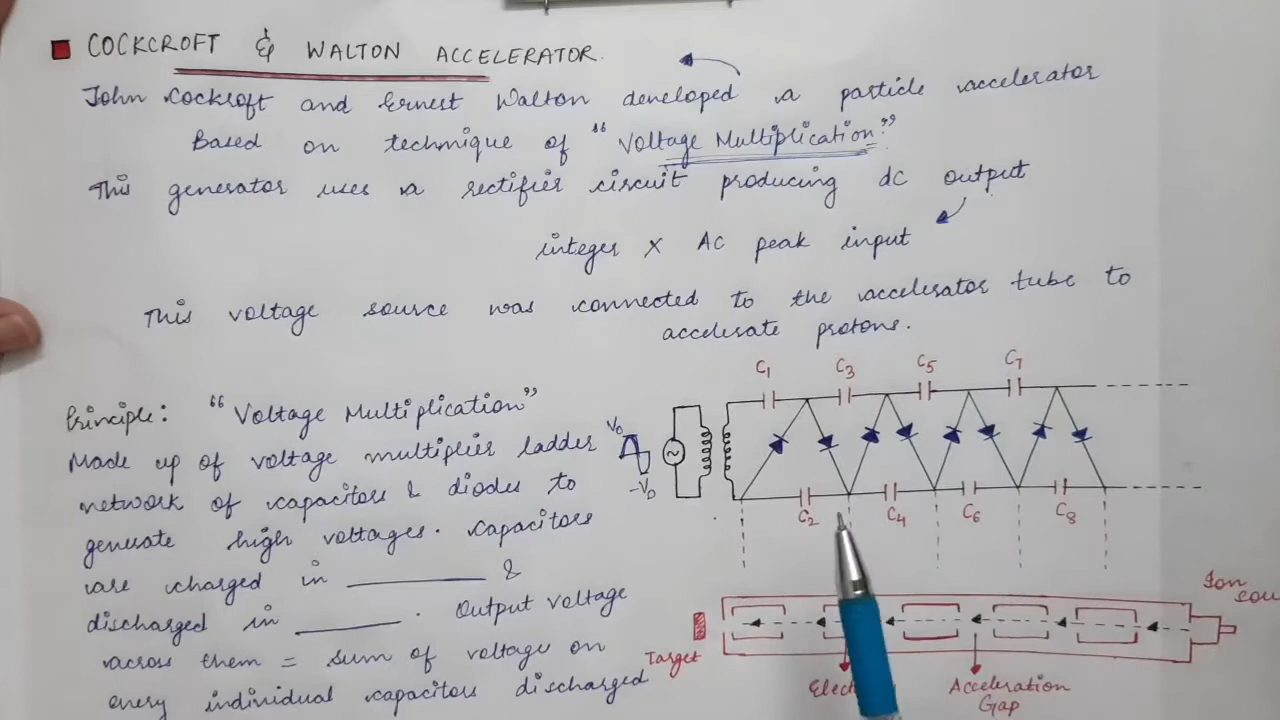 COCKCROFT & WALTON ACCELERATOR.
John Cockroft and Ernest Walton developed a particle accelerator
Based on technique of "Voltage Multiplication."
This generator uses a rectifier circuit producing dc output
integer × AC peak input
This voltage source was connected to the accelerator tube to
accelerate protons.
Principle: "Voltage Multiplication"
Made up of voltage multiplier ladder
network of capacitors & diodes to
generate high voltages. Capacitors
are charged in ________ &
discharged in ________. Output voltage
across them = sum of voltage on
every individual capacitors discharged
C1 C3 C5 C7
V0
~
-V0
C2 C4 C6 C8
Ion
Target
Acceleration
Gap